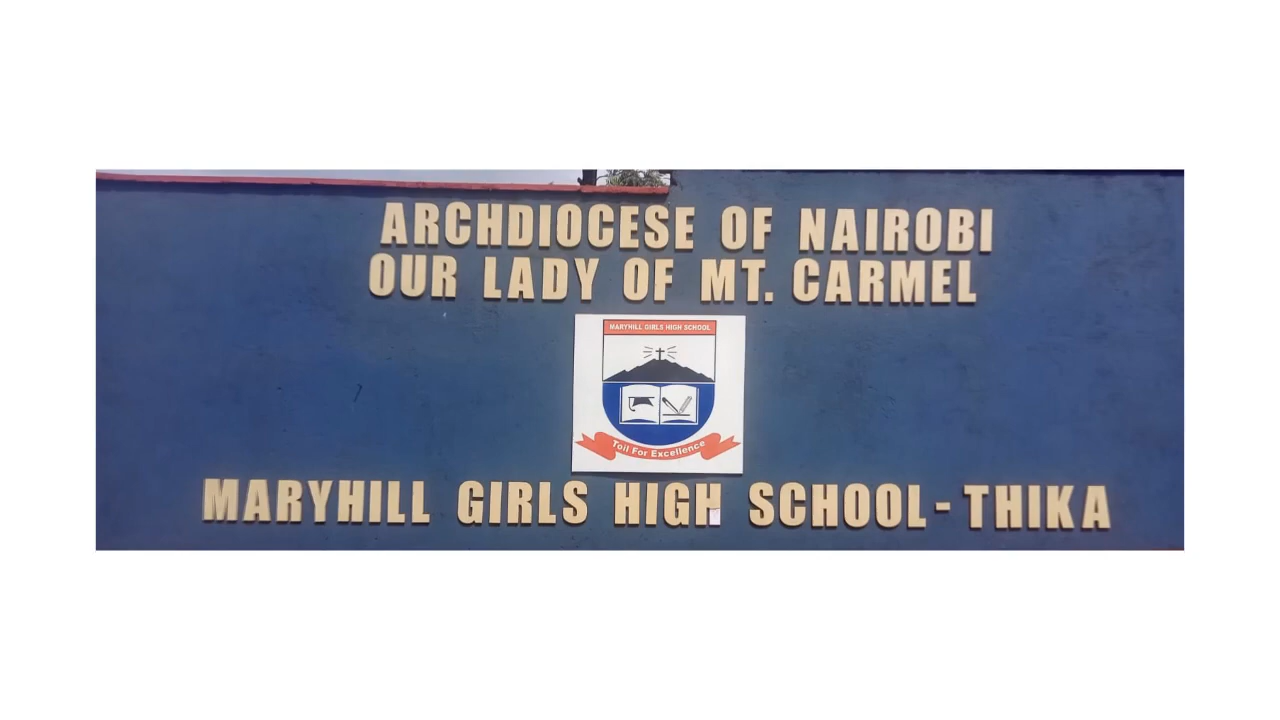 ARCHDIOCESE OF NAIROBI
OUR LADY OF MT. CARMEL
MARYHILL GIRLS HIGH SCHOOL
Toil For Excellence
MARYHILL GIRLS HIGH SCHOOL-THIKA